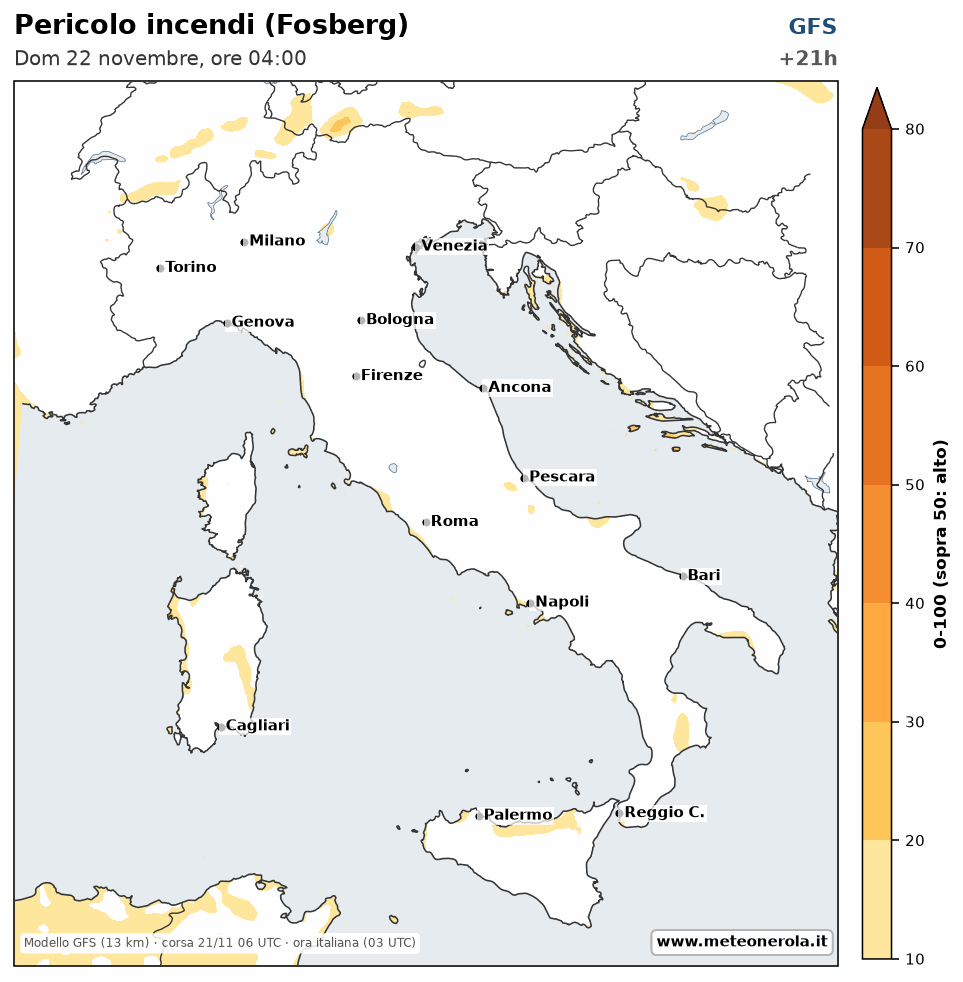 Pericolo incendi (Fosberg)
GFS
Dom 22 novembre, ore 04:00
+21h
80
70
60
50
40
30
20
10
0-100 (sopra 50: alto)
Milano
Venezia
Torino
Genova
Bologna
Firenze
Ancona
Pescara
Roma
Bari
Napoli
Cagliari
Palermo
Reggio C.
Modello GFS (13 km) · corsa 21/11 06 UTC · ora italiana (03 UTC)
www.meteonerola.it